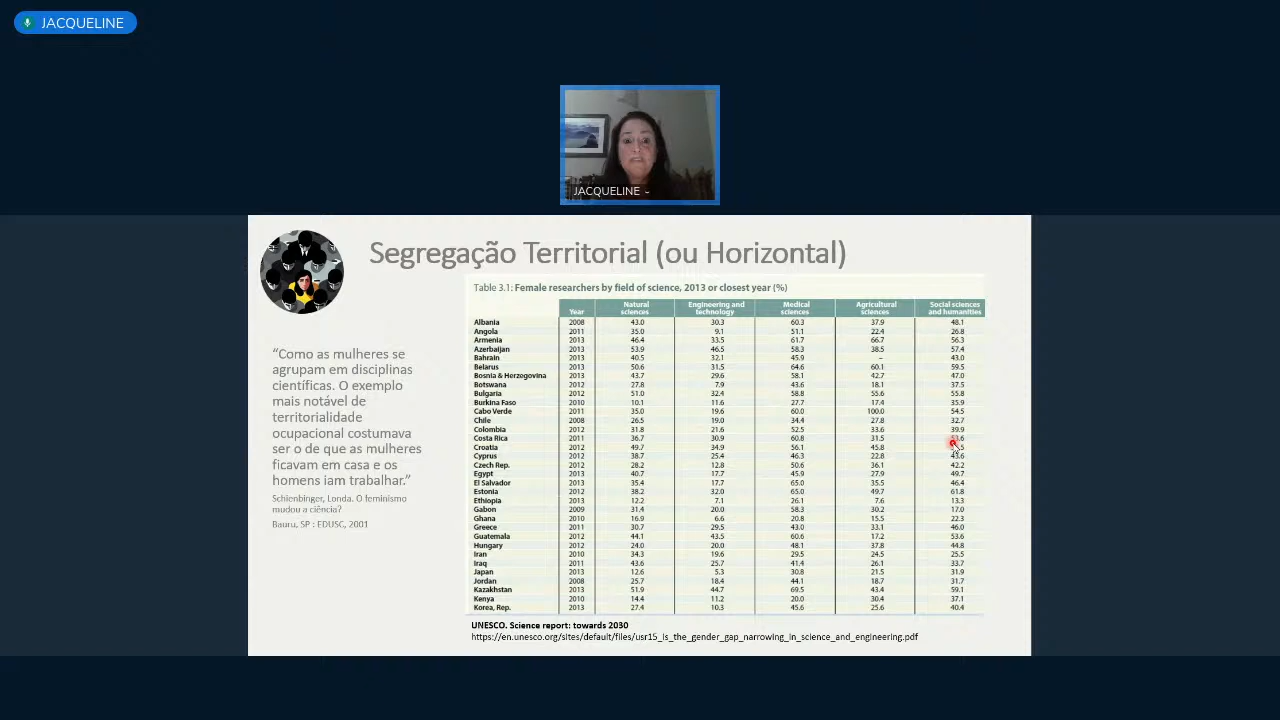 JACQUELINE
JACQUELINE
Segregação Territorial (ou Horizontal)
“Como as mulheres se
agrupam em disciplinas
científicas. O exemplo
mais notável de
territorialidade
ocupacional costumava
ser o de que as mulheres
ficavam em casa e os
homens iam trabalhar.”
Schienbinger, Londa. O feminismo
mudou a ciência?
Bauru, SP : EDUSC, 2001
Table 3.1: Female researchers by field of science, 2013 or closest year (%)
Year Natural sciences Engineering and technology Medical sciences Agricultural sciences Social sciences and humanities
Albania 2008 43.0 30.3 60.3 37.9 48.1
Angola 2011 35.0 9.1 51.1 22.4 26.8
Armenia 2013 46.4 33.5 61.7 66.7 56.3
Azerbaijan 2013 53.9 46.5 58.3 38.5 57.4
Bahrain 2013 40.5 32.1 45.9 – 43.0
Belarus 2013 50.6 31.5 64.6 60.1 59.5
Bosnia & Herzegovina 2013 43.7 29.6 58.1 42.7 47.0
Botswana 2012 27.8 7.9 43.6 18.1 37.5
Bulgaria 2012 51.0 32.4 58.8 55.6 55.8
Burkina Faso 2010 10.1 11.6 27.7 17.4 35.9
Cabo Verde 2011 35.0 19.6 60.0 100.0 54.5
Chile 2008 26.5 19.0 34.4 27.8 32.7
Colombia 2012 31.8 21.6 52.5 33.6 39.9
Costa Rica 2011 36.7 30.9 60.8 31.5
Croatia 2012 49.7 34.9 56.1 45.8
Cyprus 2012 38.7 25.4 46.3 22.8 43.6
Czech Rep. 2012 28.2 12.8 50.6 36.1 42.2
Egypt 2013 40.7 17.7 45.9 27.9 49.7
El Salvador 2013 35.4 17.7 65.0 35.5 46.4
Estonia 2012 38.2 32.0 65.0 49.7 61.8
Ethiopia 2013 12.2 7.1 26.1 7.6 13.3
Gabon 2009 31.4 20.0 58.3 30.2 17.0
Ghana 2010 16.9 6.6 20.8 15.5 22.3
Greece 2011 30.7 29.5 43.0 33.1 46.0
Guatemala 2012 44.1 43.5 60.6 17.2 53.6
Hungary 2012 24.0 20.0 48.1 37.8 44.8
Iran 2010 34.3 19.6 29.5 24.5 25.5
Iraq 2011 43.6 25.7 41.4 26.1 33.7
Japan 2013 12.6 5.3 30.8 21.5 31.9
Jordan 2008 25.7 18.4 44.1 18.7 31.7
Kazakhstan 2013 51.9 44.7 69.5 43.4 59.1
Kenya 2010 14.4 11.2 20.0 30.4 37.1
Korea, Rep. 2013 27.4 10.3 45.6 25.6 40.4
UNESCO. Science report: towards 2030
https://en.unesco.org/sites/default/files/usr15_is_the_gender_gap_narrowing_in_science_and_engineering.pdf